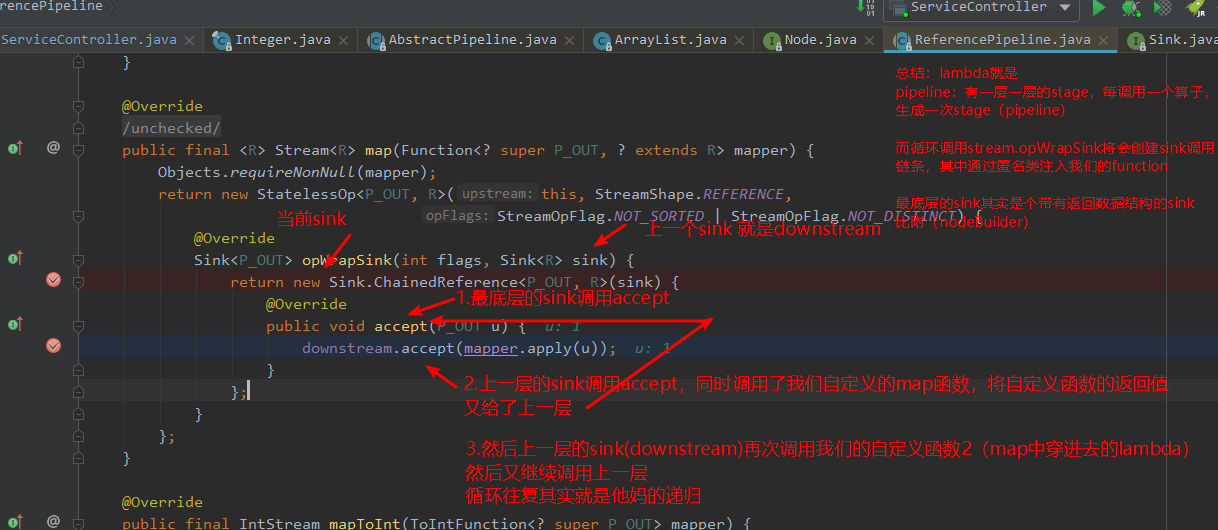 rencePipeline
ServiceController
ServiceController.java
Integer.java
AbstractPipeline.java
ArrayList.java
Node.java
ReferencePipeline.java
Sink.java
总结：lambda就是
pipeline：有一层一层的stage，每调用一个算子，
生成一次stage（pipeline）
而循环调用stream.opWrapSink将会创建sink调用
链条，其中通过匿名类注入我们的function
最底层的sink其实是个带有返回数据结构的sink
比附（nodeBuilder）
}
@Override
/unchecked/
public final <R> Stream<R> map(Function<? super P_OUT, ? extends R> mapper) {
Objects.requireNonNull(mapper);
return new StatelessOp<P_OUT, R>( upstream: this, StreamShape.REFERENCE,
opFlags: StreamOpFlag.NOT_SORTED | StreamOpFlag.NOT_DISTINCT) {
当前sink
上一个sink 就是downstream
@Override
Sink<P_OUT> opWrapSink(int flags, Sink<R> sink) {
return new Sink.ChainedReference<P_OUT, R>(sink) {
@Override
1.最底层的sink调用accept
public void accept(P_OUT u) { u: 1
downstream.accept(mapper.apply(u)); u: 1
}
2.上一层的sink调用accept，同时调用了我们自定义的map函数，将自定义函数的返回值
又给了上一层
};
}
};
3.然后上一层的sink(downstream)再次调用我们的自定义函数2（map中穿进去的lambda）
然后又继续调用上一层
循环往复其实就是他妈的递归
}
@Override
public final IntStream mapToInt(ToIntFunction<? super P_OUT> mapper) {